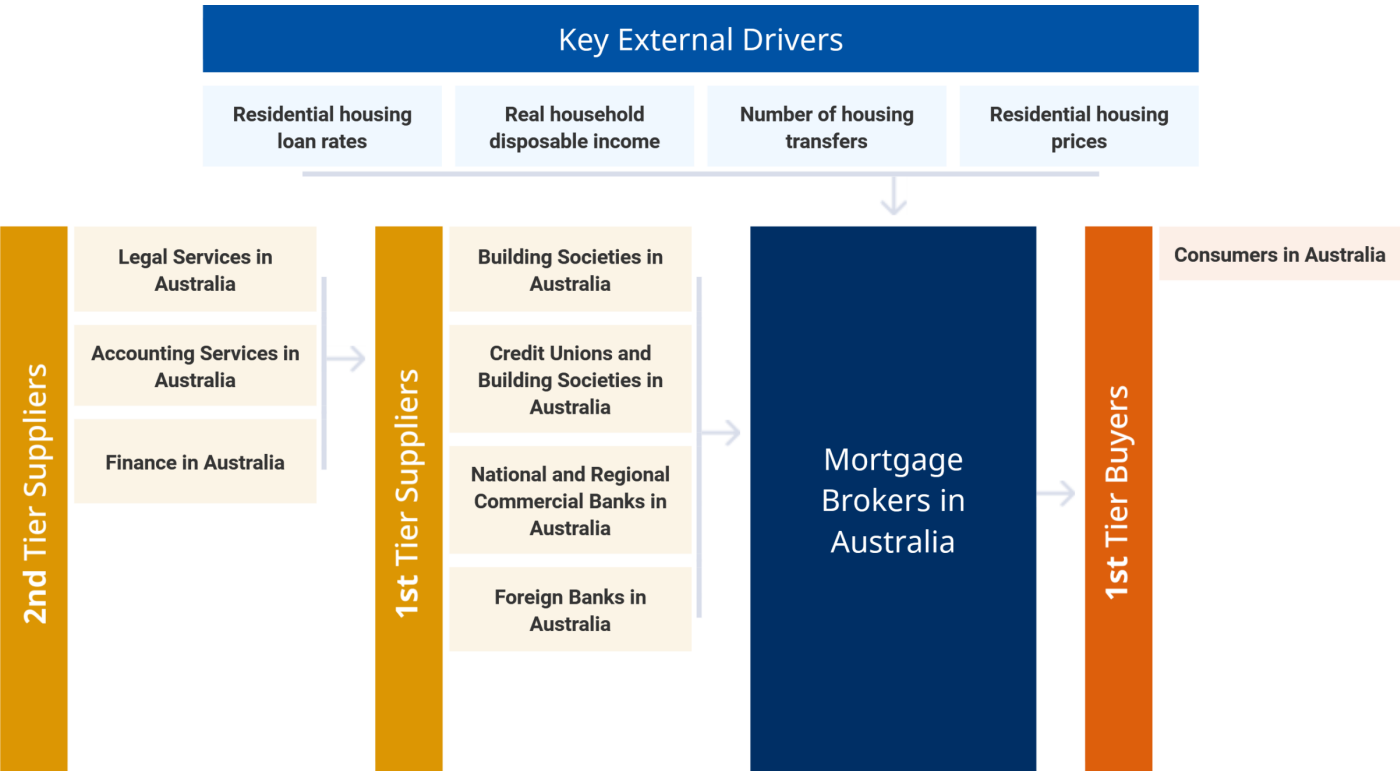 Key External Drivers
Residential housing
loan rates
Real household
disposable income
Number of housing
transfers
Residential housing
prices
2nd Tier Suppliers
Legal Services in
Australia
Accounting Services in
Australia
Finance in Australia
1st Tier Suppliers
Building Societies in
Australia
Credit Unions and
Building Societies in
Australia
National and Regional
Commercial Banks in
Australia
Foreign Banks in
Australia
Mortgage
Brokers in
Australia
1st Tier Buyers
Consumers in Australia